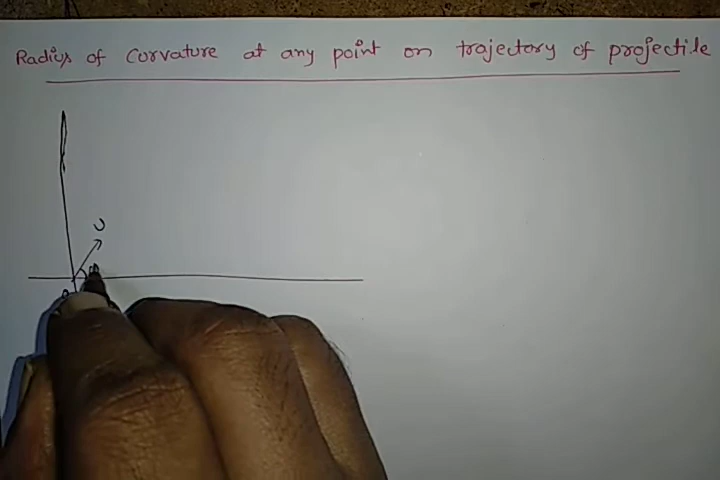 Radius of Curvature at any point on trajectory of projectile
u